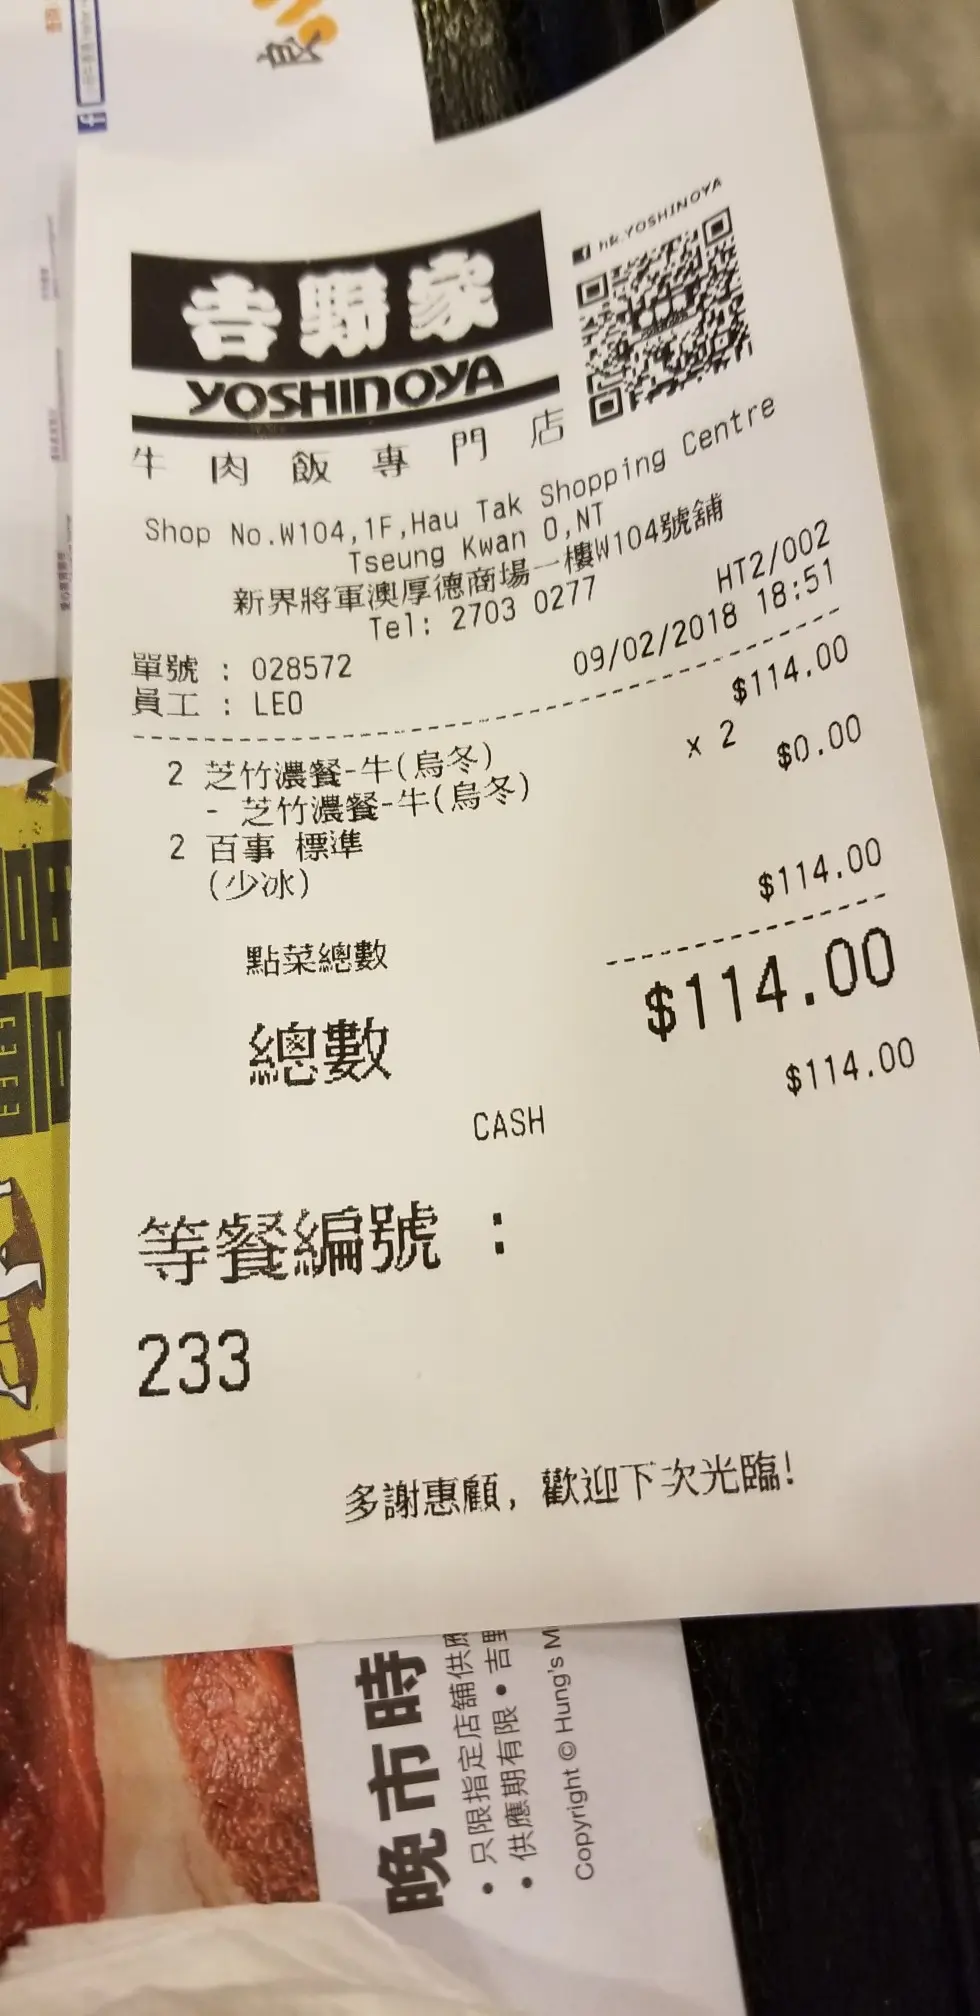 良
f hk.YOSHINOYA
吉野家
YOSHINOYA
牛肉飯專門店
Shop No.W104,1F,Hau Tak Shopping Centre
Tseung Kwan O,NT
新界將軍澳厚德商場一樓W104號舖
Tel: 2703 0277
HT2/002
單號 : 028572 09/02/2018 18:51
員工 : LEO
2 芝竹濃餐-牛(烏冬) $114.00
- 芝竹濃餐-牛(烏冬) x 2
2 百事 標準 $0.00
(少冰)
點菜總數 $114.00
總數 $114.00
CASH $114.00
等餐編號 :
233
多謝惠顧, 歡迎下次光臨!
晚市時
• 只限指定店舖供應
• 供應期有限 • 吉里
Copyright © Hung's M